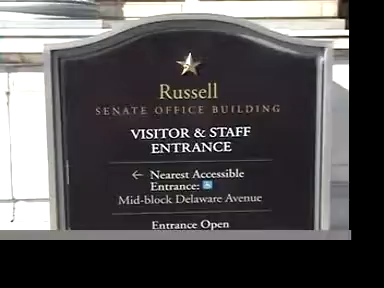 Russell
SENATE OFFICE BUILDING
VISITOR & STAFF
ENTRANCE
← Nearest Accessible
Entrance: ♿
Mid-block Delaware Avenue
Entrance Open